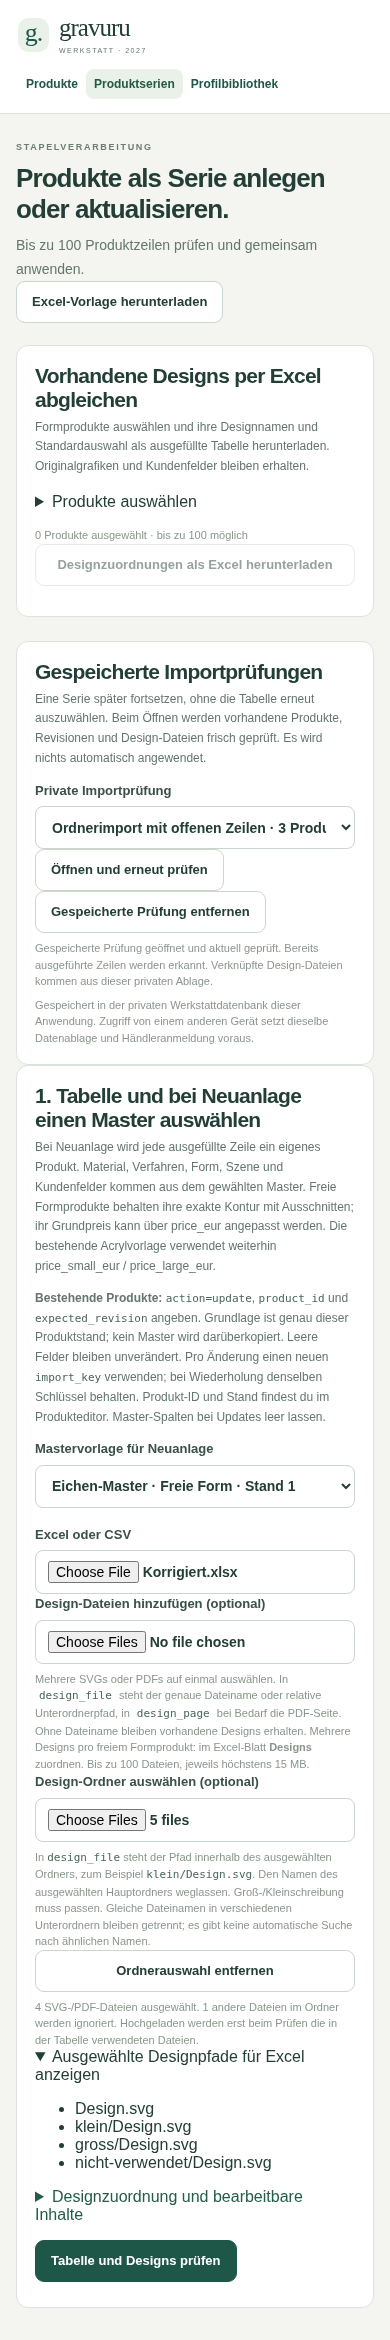 g. gravuru
WERKSTATT · 2027
Produkte Produktserien Profilbibliothek
STAPELVERARBEITUNG
Produkte als Serie anlegen
oder aktualisieren.
Bis zu 100 Produktzeilen prüfen und gemeinsam
anwenden.
Excel-Vorlage herunterladen
Vorhandene Designs per Excel
abgleichen
Formprodukte auswählen und ihre Designnamen und
Standardauswahl als ausgefüllte Tabelle herunterladen.
Originalgrafiken und Kundenfelder bleiben erhalten.
Produkte auswählen
0 Produkte ausgewählt · bis zu 100 möglich
Designzuordnungen als Excel herunterladen
Gespeicherte Importprüfungen
Eine Serie später fortsetzen, ohne die Tabelle erneut
auszuwählen. Beim Öffnen werden vorhandene Produkte,
Revisionen und Design-Dateien frisch geprüft. Es wird
nichts automatisch angewendet.
Private Importprüfung
Ordnerimport mit offenen Zeilen · 3 Produ
Öffnen und erneut prüfen
Gespeicherte Prüfung entfernen
Gespeicherte Prüfung geöffnet und aktuell geprüft. Bereits
ausgeführte Zeilen werden erkannt. Verknüpfte Design-Dateien
kommen aus dieser privaten Ablage.
Gespeichert in der privaten Werkstattdatenbank dieser
Anwendung. Zugriff von einem anderen Gerät setzt dieselbe
Datenablage und Händleranmeldung voraus.
1. Tabelle und bei Neuanlage
einen Master auswählen
Bei Neuanlage wird jede ausgefüllte Zeile ein eigenes
Produkt. Material, Verfahren, Form, Szene und
Kundenfelder kommen aus dem gewählten Master. Freie
Formprodukte behalten ihre exakte Kontur mit Ausschnitten;
ihr Grundpreis kann über price_eur angepasst werden. Die
bestehende Acrylvorlage verwendet weiterhin
price_small_eur / price_large_eur.
Bestehende Produkte: action=update, product_id und
expected_revision angeben. Grundlage ist genau dieser
Produktstand; kein Master wird darüberkopiert. Leere
Felder bleiben unverändert. Pro Änderung einen neuen
import_key verwenden; bei Wiederholung denselben
Schlüssel behalten. Produkt-ID und Stand findest du im
Produkteditor. Master-Spalten bei Updates leer lassen.
Mastervorlage für Neuanlage
Eichen-Master · Freie Form · Stand 1
Excel oder CSV
Choose File Korrigiert.xlsx
Design-Dateien hinzufügen (optional)
Choose Files No file chosen
Mehrere SVGs oder PDFs auf einmal auswählen. In
design_file steht der genaue Dateiname oder relative
Unterordnerpfad, in design_page bei Bedarf die PDF-Seite.
Ohne Dateiname bleiben vorhandene Designs erhalten. Mehrere
Designs pro freiem Formprodukt: im Excel-Blatt Designs
zuordnen. Bis zu 100 Dateien, jeweils höchstens 15 MB.
Design-Ordner auswählen (optional)
Choose Files 5 files
In design_file steht der Pfad innerhalb des ausgewählten
Ordners, zum Beispiel klein/Design.svg. Den Namen des
ausgewählten Hauptordners weglassen. Groß-/Kleinschreibung
muss passen. Gleiche Dateinamen in verschiedenen
Unterordnern bleiben getrennt; es gibt keine automatische Suche
nach ähnlichen Namen.
Ordnerauswahl entfernen
4 SVG-/PDF-Dateien ausgewählt. 1 andere Dateien im Ordner
werden ignoriert. Hochgeladen werden erst beim Prüfen die in
der Tabelle verwendeten Dateien.
Ausgewählte Designpfade für Excel
anzeigen
Design.svg
klein/Design.svg
gross/Design.svg
nicht-verwendet/Design.svg
Designzuordnung und bearbeitbare
Inhalte
Tabelle und Designs prüfen